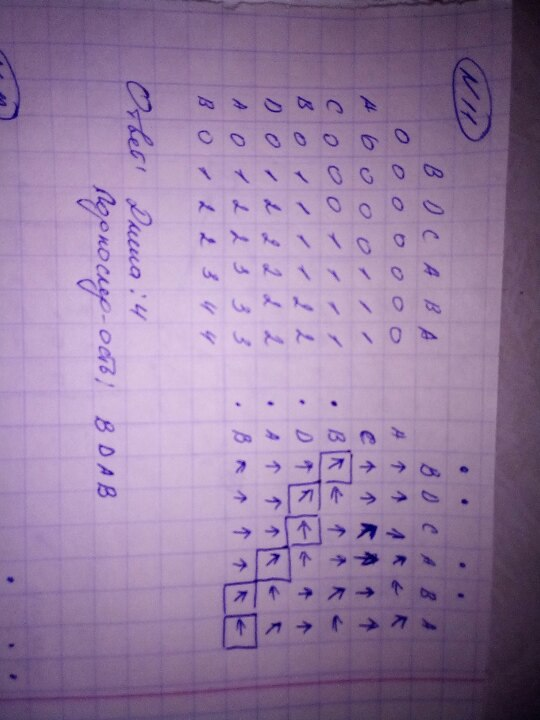 N11
B D C A B A
0 0 0 0 0 0 0
A 0 0 0 0 1 1 1
C 0 0 0 1 1 1 1
B 0 1 1 1 1 2 2
D 0 1 2 2 2 2 2
A 0 1 2 2 3 3 3
B 0 1 2 2 3 4 4
B D C A B A
A ↑ ↑ ↑ ↖ ← ↖
C ↑ ↑ ↖ ↑ ↑
B ↖ ← ↑ ↑ ↖ ←
D ↑ ↖ ← ← ↑ ↑
A ↑ ↑ ↑ ↖ ← ↖
B ↖ ↑ ↑ ↑ ↖ ←
Ответ: Длина: 4
Подпослед-ость: BDAB